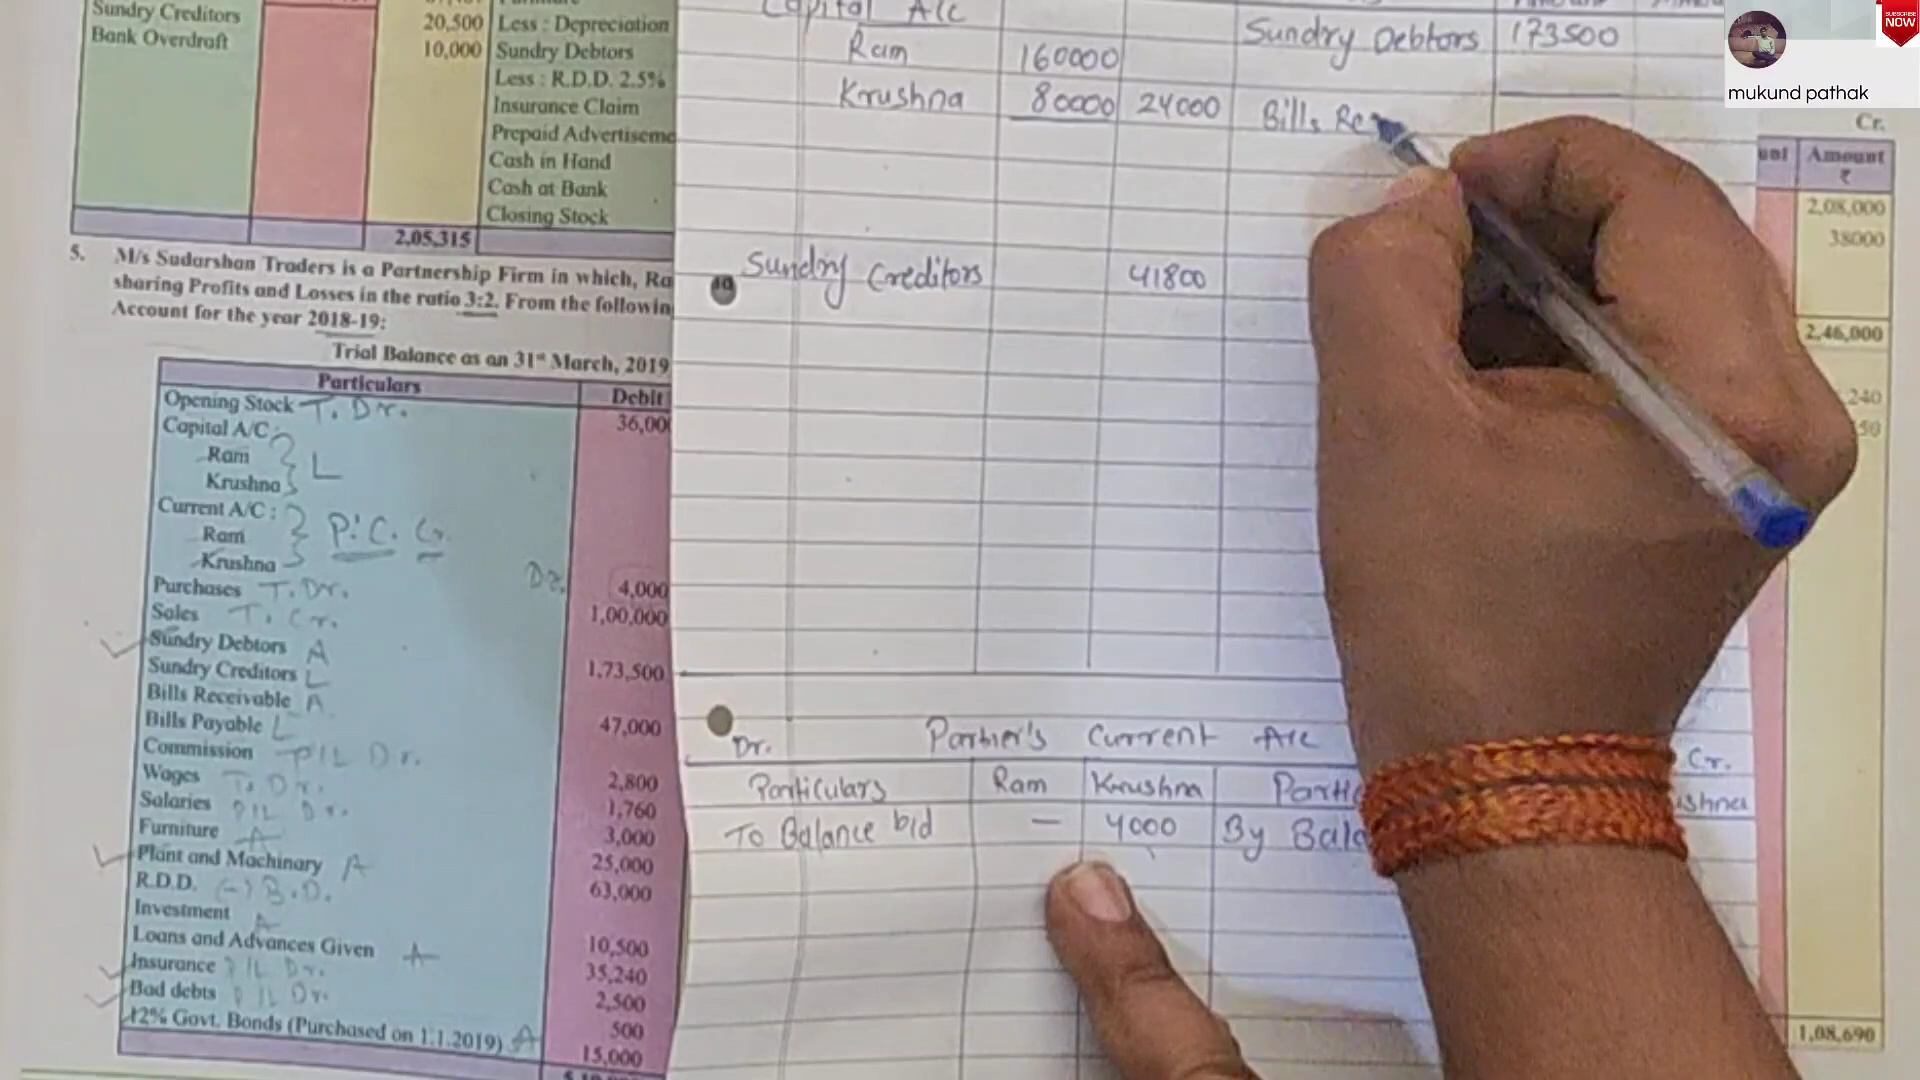 Sundry Creditors
Bank Overdraft
20,500
10,000
Less : Depreciation
Sundry Debtors
Less : R.D.D. 2.5%
Insurance Claim
Prepaid Advertiseme
Cash in Hand
Cash at Bank
Closing Stock
2,05,315
5. M/s Sudarshan Traders is a Partnership Firm in which, Ra
sharing Profits and Losses in the ratio 3:2. From the followin
Account for the year 2018-19:
Trial Balance as an 31st March, 2019
Particulars Debit
Opening Stock T. Dr. 36,00
Capital A/C:
Ram
Krushna L
Current A/C :
Ram P.C. Cr.
Krushna Dr. 4,000
Purchases T. Dr. 1,00,000
Sales T. Cr.
Sundry Debtors A 1,73,500
Sundry Creditors L
Bills Receivable A 47,000
Bills Payable L
Commission P/L Dr. 2,800
Wages T. Dr. 1,760
Salaries P/L Dr. 3,000
Furniture A 25,000
Plant and Machinary A 63,000
R.D.D. (-) B.D.
Investment A 10,500
Loans and Advances Given A 35,240
Insurance P/L Dr. 2,500
Bad debts P/L Dr. 500
12% Govt. Bonds (Purchased on 1.1.2019) A 15,000
Capital A/c
Ram 160000
Krushna 80000 24000
Sundry Creditors 41800
Sundry Debtors 173500
Bills Re
Dr. Partner's Current A/c Cr.
Particulars Ram Krushna Parti ishna
To Balance b/d — 4000 By Bala
mukund pathak
SUBSCRIBE
NOW
Cr.
unt Amount
₹
2,08,000
38000
2,46,000
240
50
1,08,690